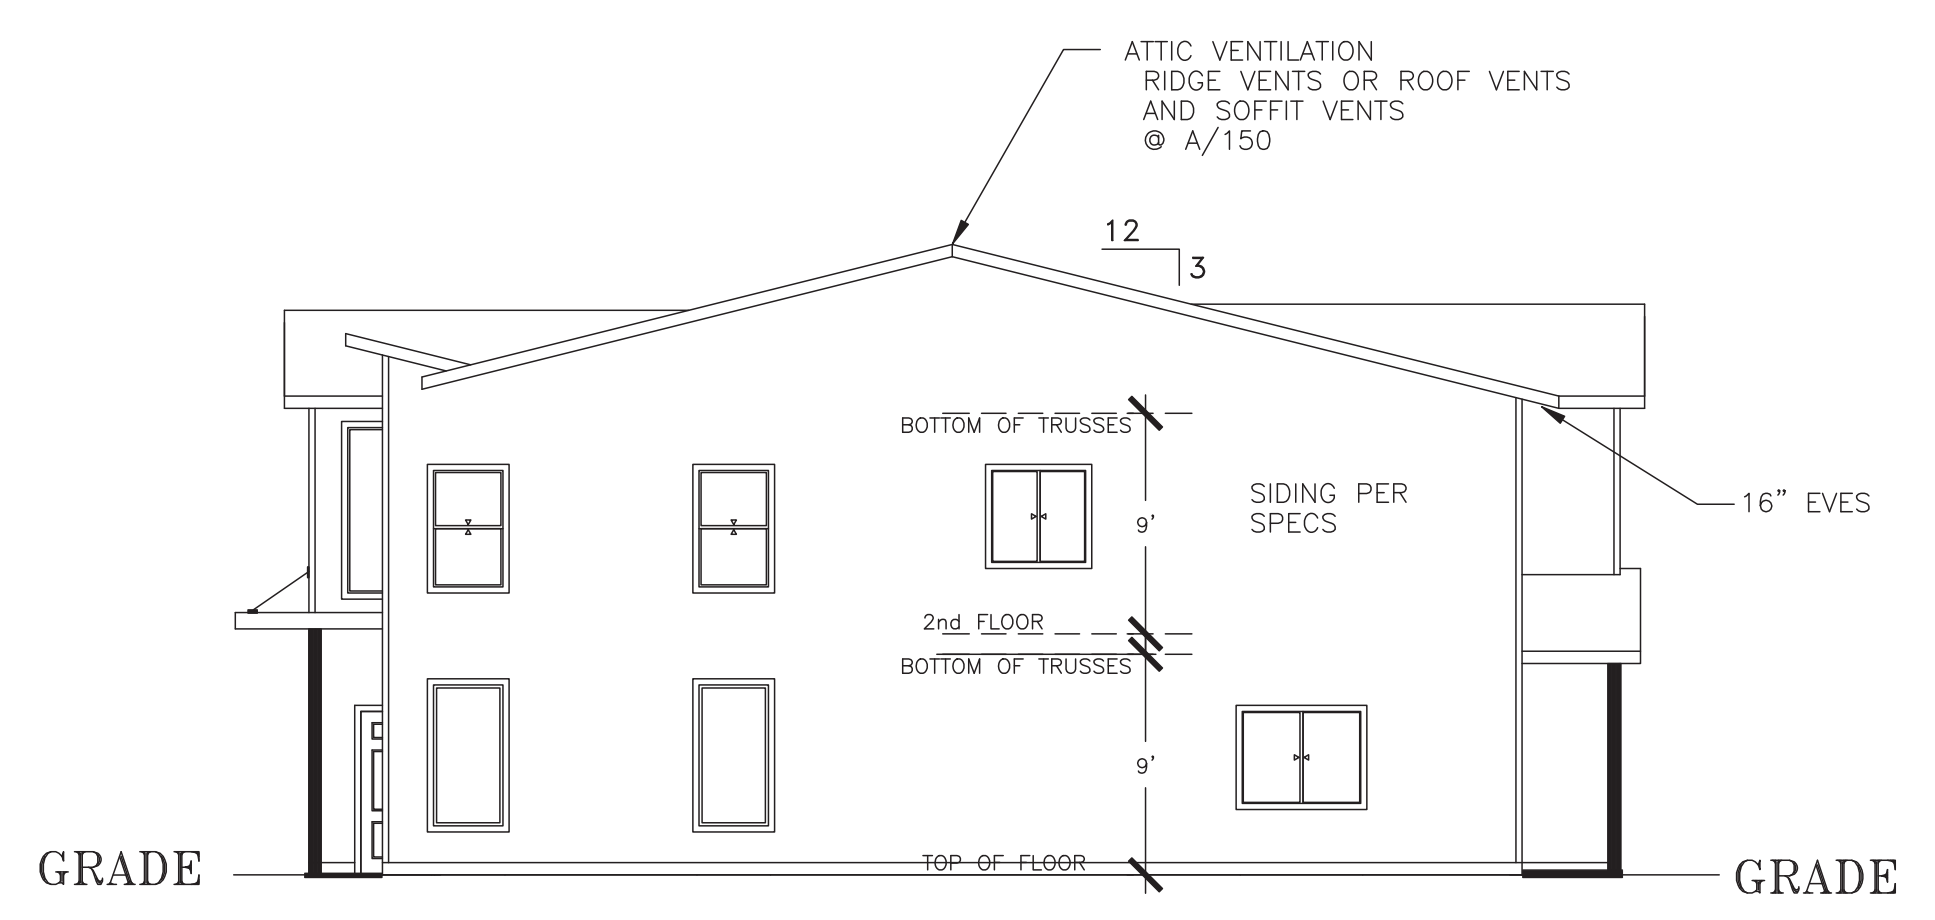 ATTIC VENTILATION
RIDGE VENTS OR ROOF VENTS
AND SOFFIT VENTS
@ A/150
12
3
BOTTOM OF TRUSSES
SIDING PER
SPECS
16” EVES
9'
2nd FLOOR
BOTTOM OF TRUSSES
9'
TOP OF FLOOR
GRADE
GRADE